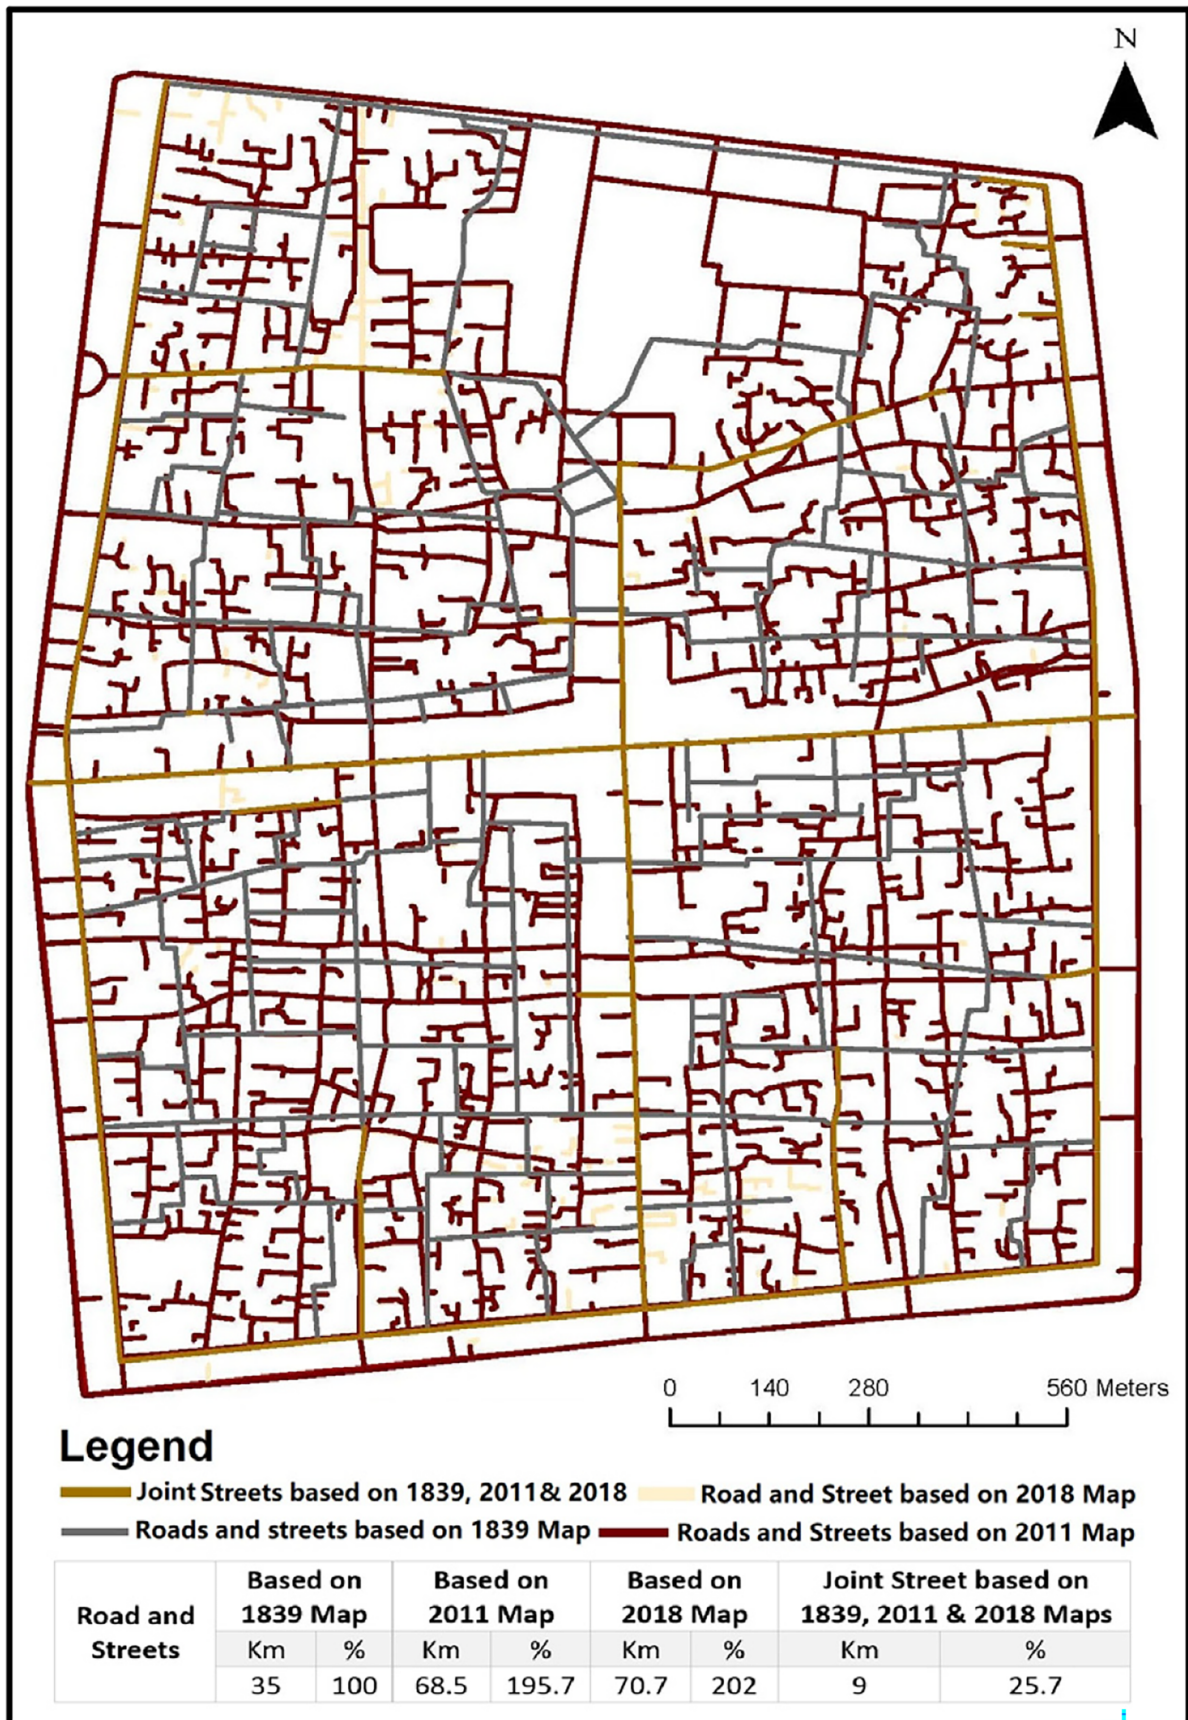 N
0 140 280 560 Meters
Legend
Joint Streets based on 1839, 2011& 2018 Road and Street based on 2018 Map
Roads and streets based on 1839 Map Roads and Streets based on 2011 Map
Road and Streets
Based on 1839 Map Based on 2011 Map Based on 2018 Map Joint Street based on 1839, 2011 & 2018 Maps
Km % Km % Km % Km %
35 100 68.5 195.7 70.7 202 9 25.7